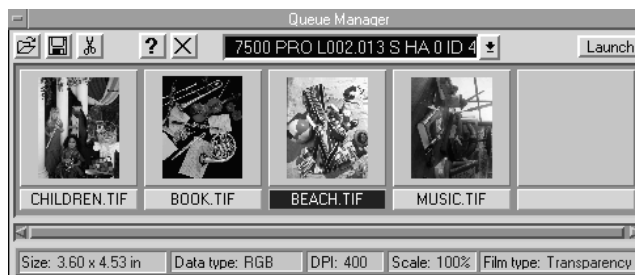 Queue Manager
? 7500 PRO L002.013 S HA 0 ID 4 Launch
CHILDREN.TIF BOOK.TIF BEACH.TIF MUSIC.TIF
Size: 3.60 x 4.53 in Data type: RGB DPI: 400 Scale: 100% Film type: Transparency